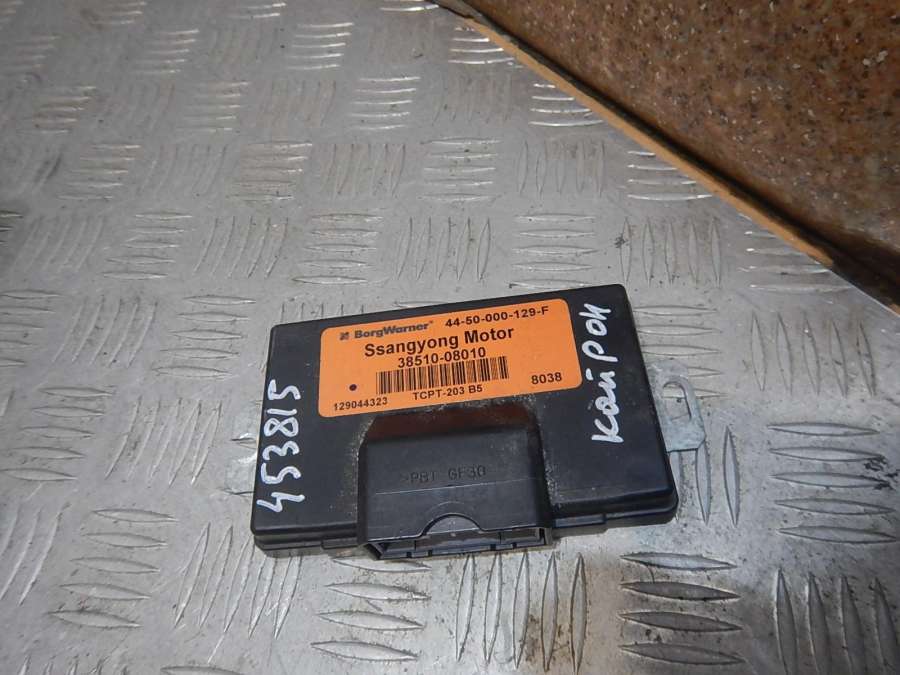 BorgWarner 44-50-000-129-F
Ssangyong Motor
38510-08010
129044323 TCPT-203 B5 8038
>PBT GF30
453815
кайрон